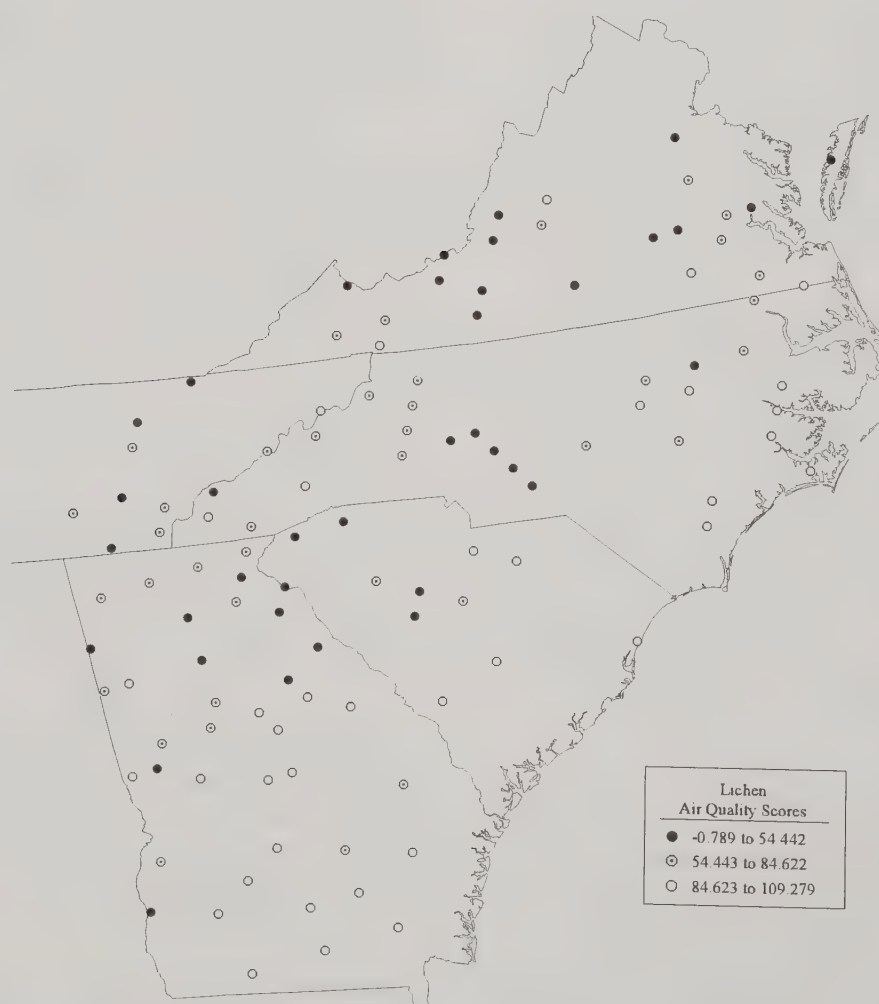 Lichen
Air Quality Scores
-0.789 to 54 442
54.443 to 84.622
84.623 to 109.279